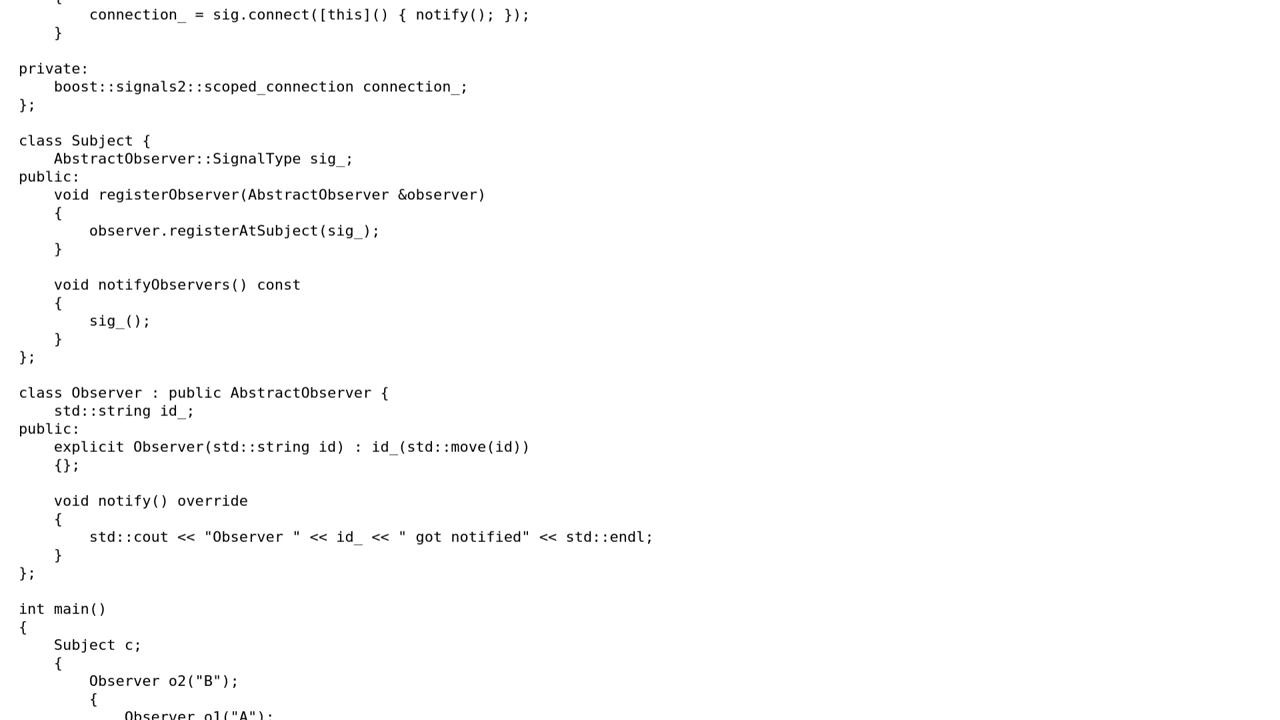 {
        connection_ = sig.connect([this]() { notify(); });
    }

private:
    boost::signals2::scoped_connection connection_;
};

class Subject {
    AbstractObserver::SignalType sig_;
public:
    void registerObserver(AbstractObserver &observer)
    {
        observer.registerAtSubject(sig_);
    }

    void notifyObservers() const
    {
        sig_();
    }
};

class Observer : public AbstractObserver {
    std::string id_;
public:
    explicit Observer(std::string id) : id_(std::move(id))
    {};

    void notify() override
    {
        std::cout << "Observer " << id_ << " got notified" << std::endl;
    }
};

int main()
{
    Subject c;
    {
        Observer o2("B");
        {
            Observer o1("A");